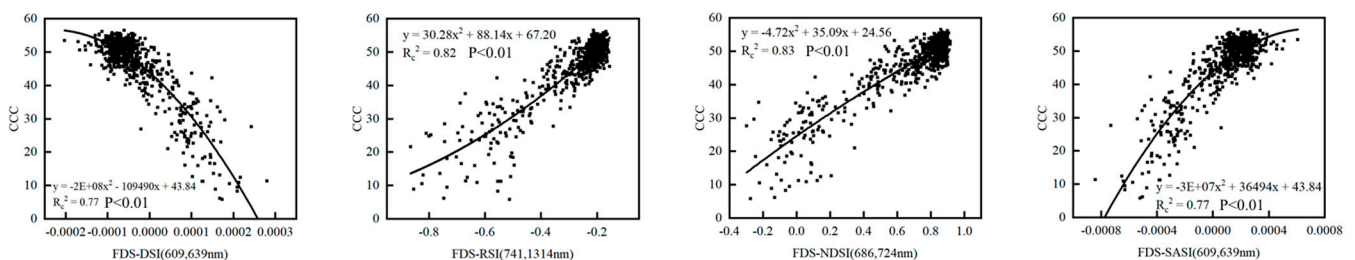 60
50
40
30
20
10
0
CCC
y = -2E+08x² - 109490x + 43.84
R_c² = 0.77 P<0.01
-0.0002 -0.0001 0.0000 0.0001 0.0002 0.0003
FDS-DSI(609,639nm)
60
50
40
30
20
10
0
CCC
y = 30.28x² + 88.14x + 67.20
R_c² = 0.82 P<0.01
-0.8 -0.6 -0.4 -0.2
FDS-RSI(741,1314nm)
60
50
40
30
20
10
0
CCC
y = -4.72x² + 35.09x + 24.56
R_c² = 0.83 P<0.01
-0.4 -0.2 0.0 0.2 0.4 0.6 0.8 1.0
FDS-NDSI(686,724nm)
60
50
40
30
20
10
0
CCC
y = -3E+07x² + 36494x + 43.84
R_c² = 0.77 P<0.01
-0.0008 -0.0004 0.0000 0.0004 0.0008
FDS-SASI(609,639nm)